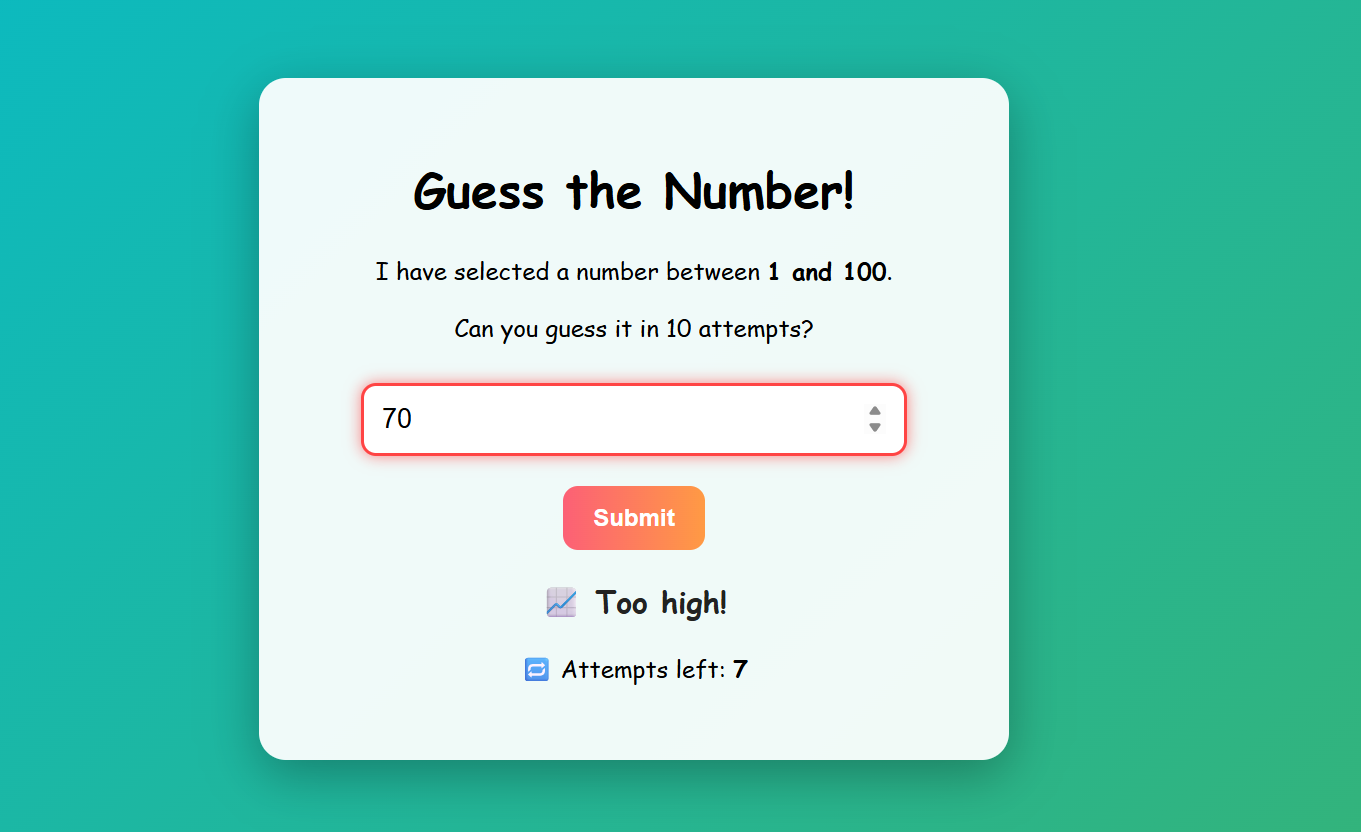 Guess the Number!
I have selected a number between 1 and 100.
Can you guess it in 10 attempts?
70
Submit
📈 Too high!
🔁 Attempts left: 7